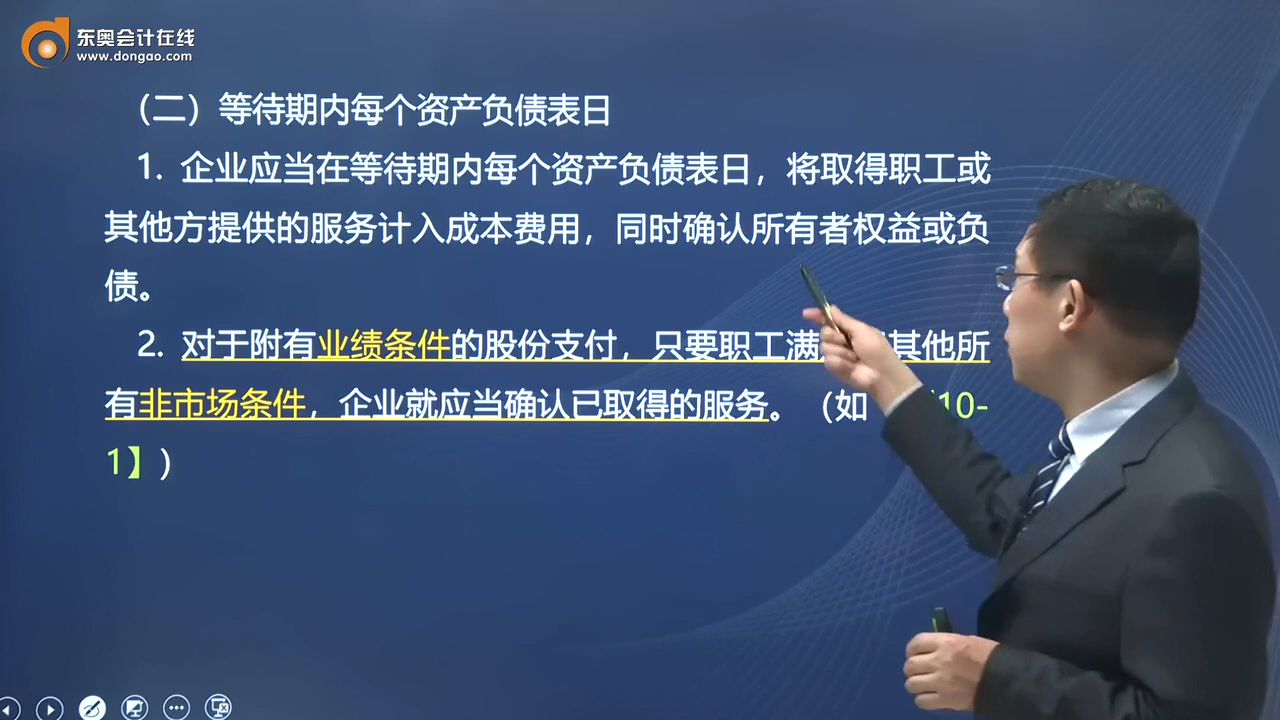 东奥会计在线
www.dongao.com
（二）等待期内每个资产负债表日
1. 企业应当在等待期内每个资产负债表日，将取得职工或
其他方提供的服务计入成本费用，同时确认所有者权益或负
债。
2. 对于附有业绩条件的股份支付，只要职工满 其他所
有非市场条件，企业就应当确认已取得的服务。（如 10-
1】）